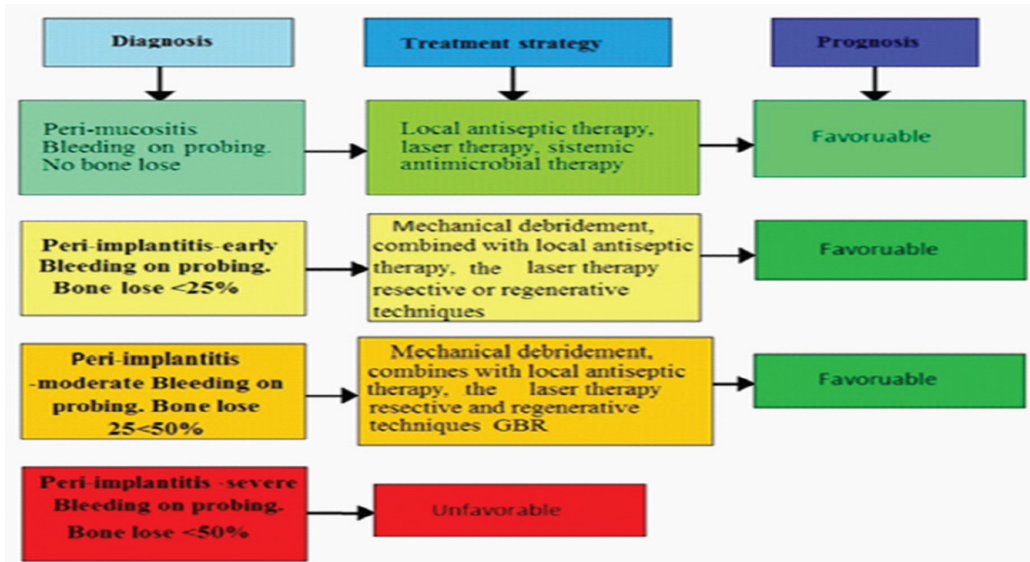 Diagnosis
Treatment strategy
Prognosis
Peri-mucositis
Bleeding on probing.
No bone lose
Local antiseptic therapy,
laser therapy, sistemic
antimicrobial therapy
Favoruable
Peri-implantitis-early
Bleeding on probing.
Bone lose <25%
Mechanical debridement,
combined with local antiseptic
therapy, the laser therapy
resective or regenerative
techniques
Favoruable
Peri-implantitis
-moderate Bleeding on
probing. Bone lose
25<50%
Mechanical debridement,
combines with local antiseptic
therapy, the laser therapy
resective and regenerative
techniques GBR
Favoruable
Peri-implantitis -severe
Bleeding on probing.
Bone lose <50%
Unfavorable